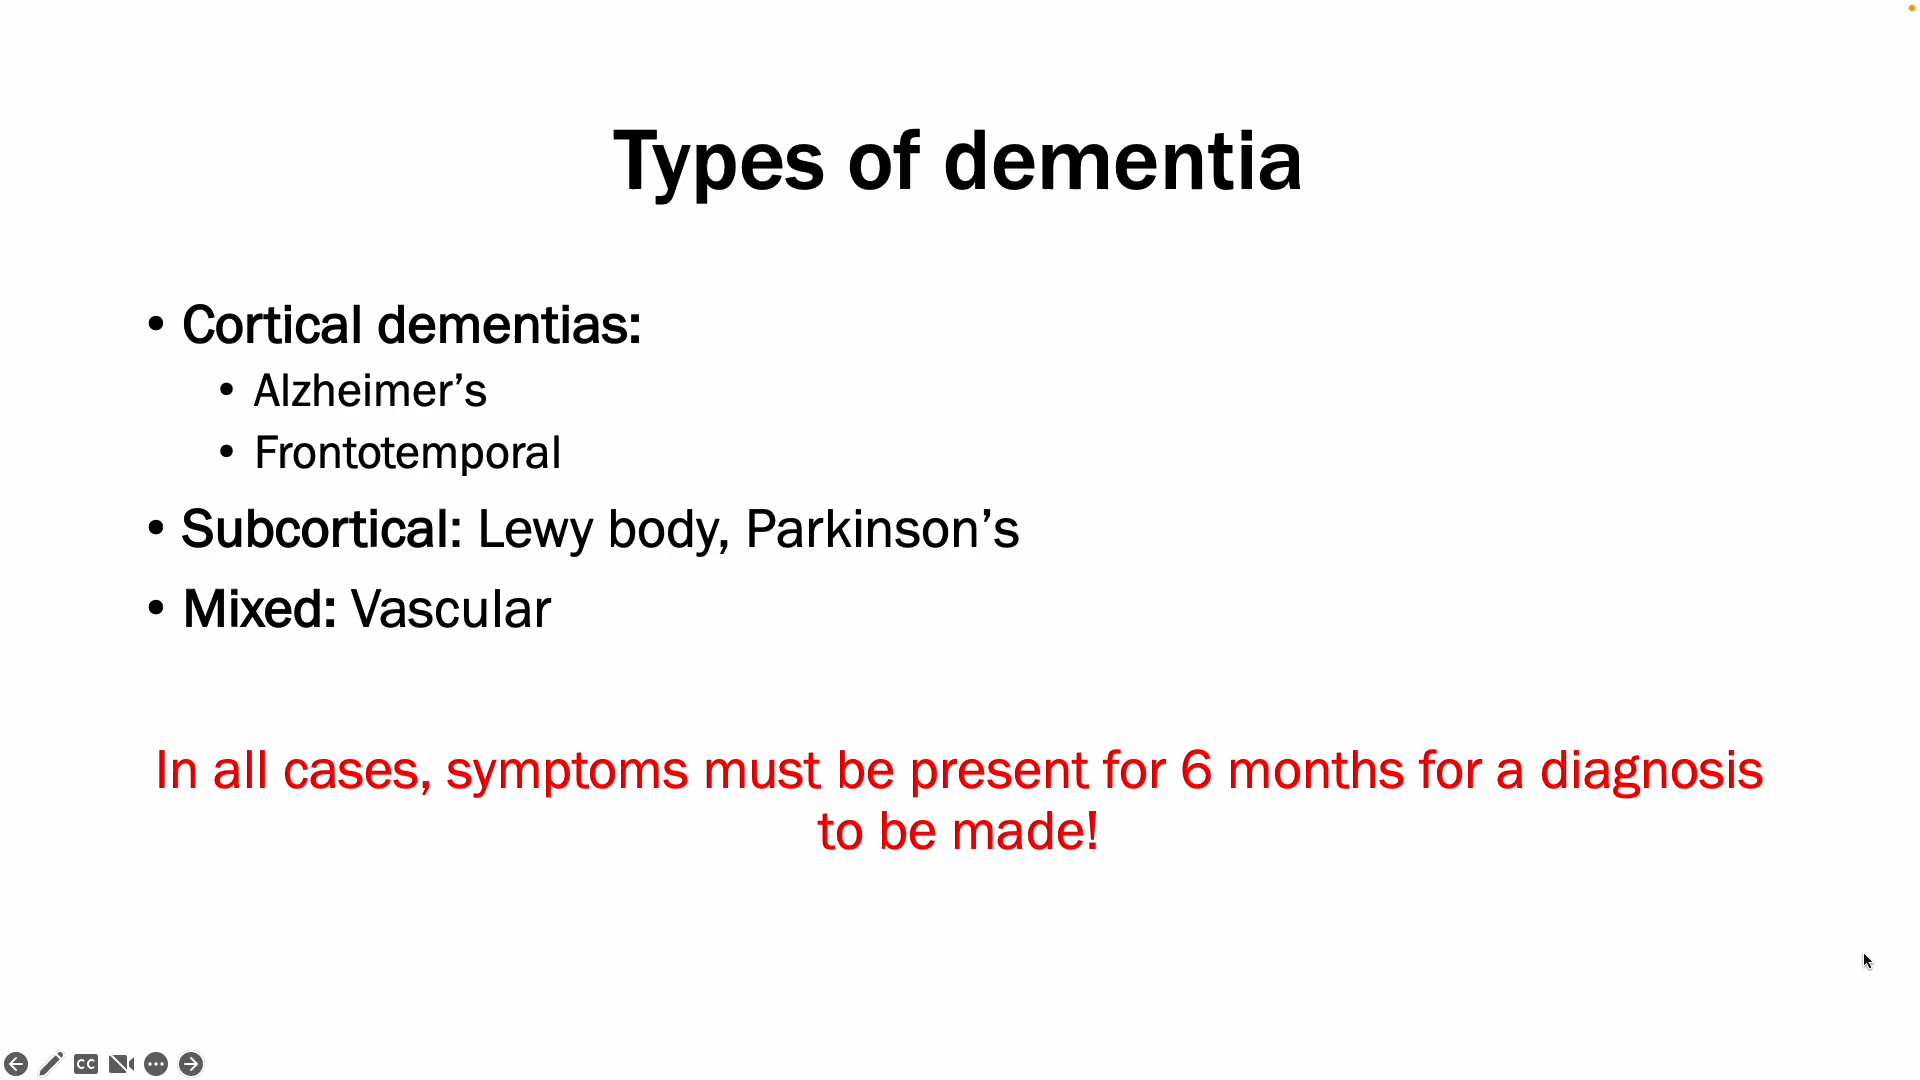 Types of dementia
• Cortical dementias:
• Alzheimer’s
• Frontotemporal
• Subcortical: Lewy body, Parkinson’s
• Mixed: Vascular
In all cases, symptoms must be present for 6 months for a diagnosis
to be made!
CC